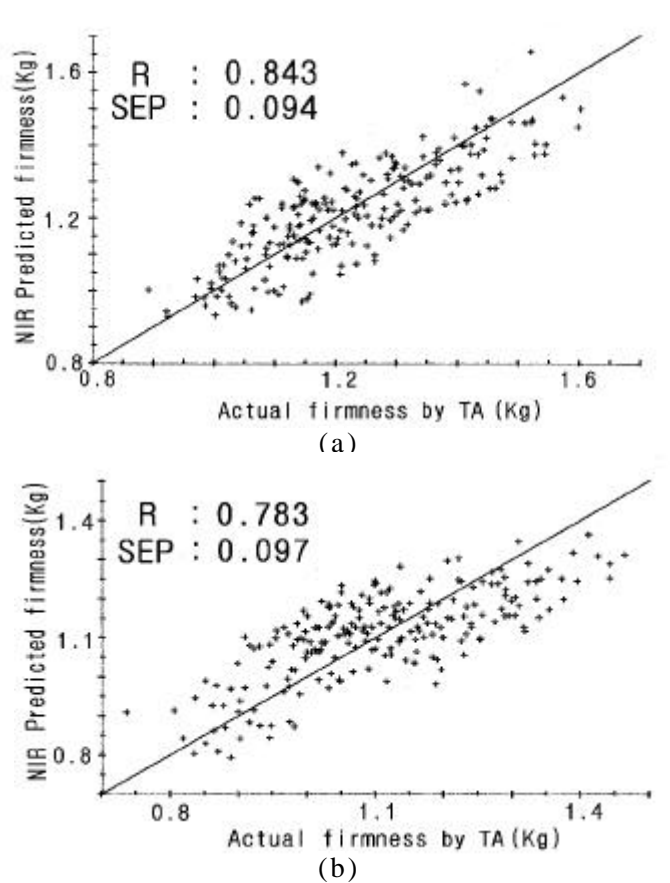 1.6
R : 0.843
SEP : 0.094
NIR Predicted firmness(Kg)
1.2
0.8
0.8 1.2 1.6
Actual firmness by TA (Kg)
(a)
1.4
R : 0.783
SEP : 0.097
NIR Predicted firmness(Kg)
1.1
0.8
0.8 1.1 1.4
Actual firmness by TA (Kg)
(b)